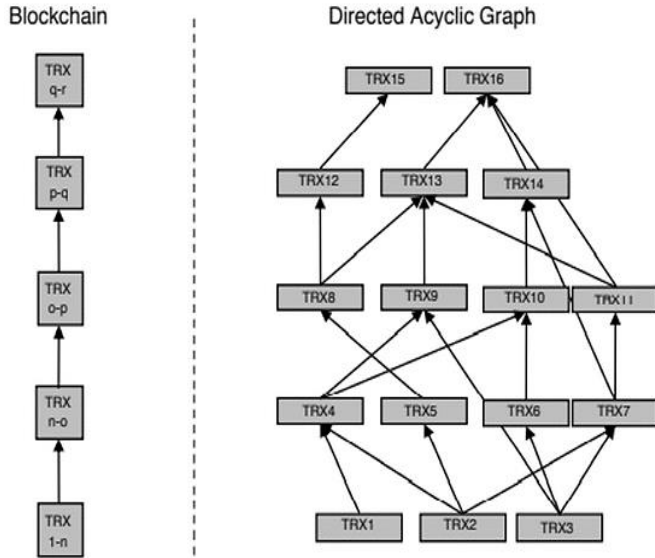 Blockchain
Directed Acyclic Graph
TRX
q-r
TRX
p-q
TRX
o-p
TRX
n-o
TRX
1-n
TRX15
TRX16
TRX12
TRX13
TRX14
TRX8
TRX9
TRX10
TRX11
TRX4
TRX5
TRX6
TRX7
TRX1
TRX2
TRX3